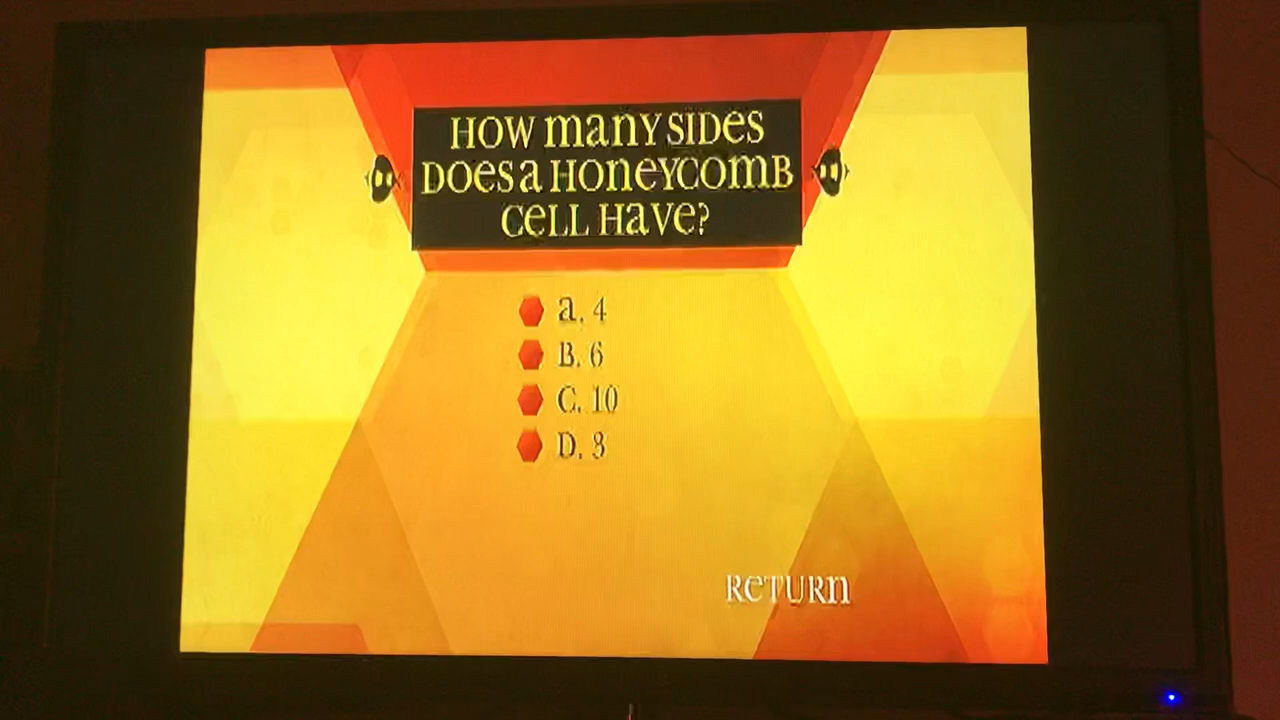 How many sides
does a honeycomb
cell have?
a. 4
B. 6
C. 10
D. 8
Return